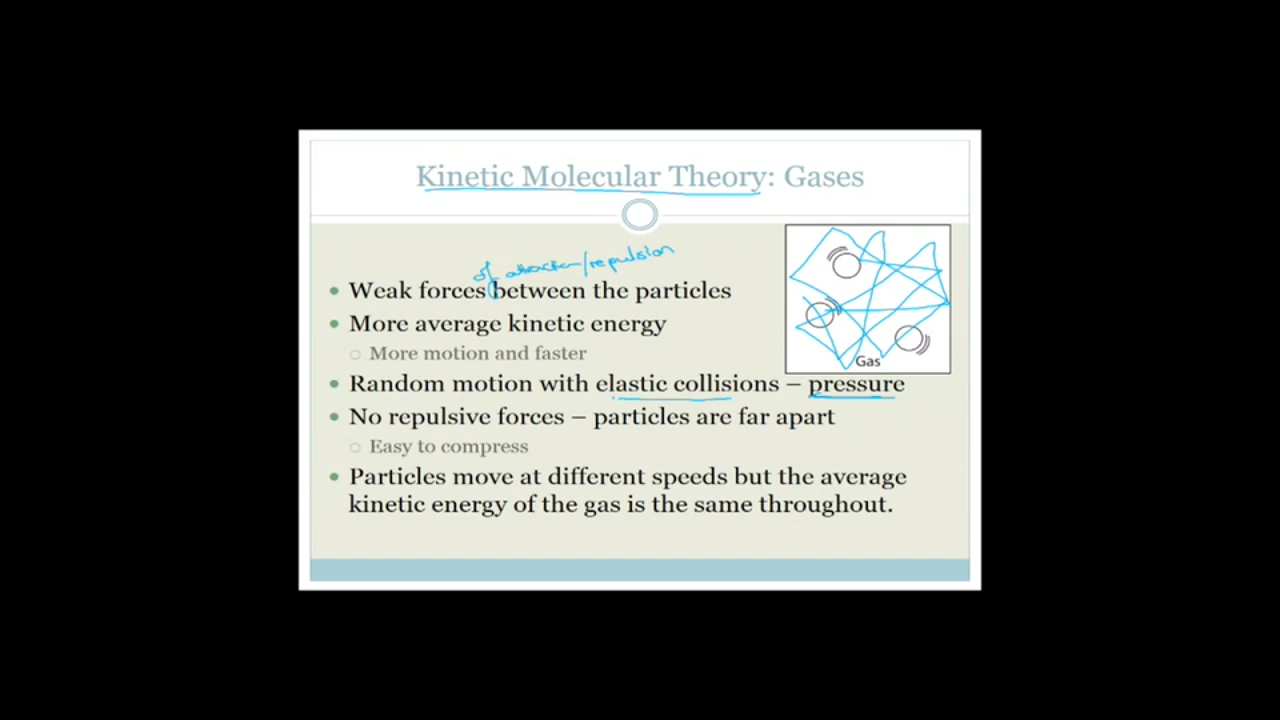 Kinetic Molecular Theory: Gases
of attraction/repulsion
Weak forces between the particles
More average kinetic energy
More motion and faster
Gas
Random motion with elastic collisions – pressure
No repulsive forces – particles are far apart
Easy to compress
Particles move at different speeds but the average
kinetic energy of the gas is the same throughout.